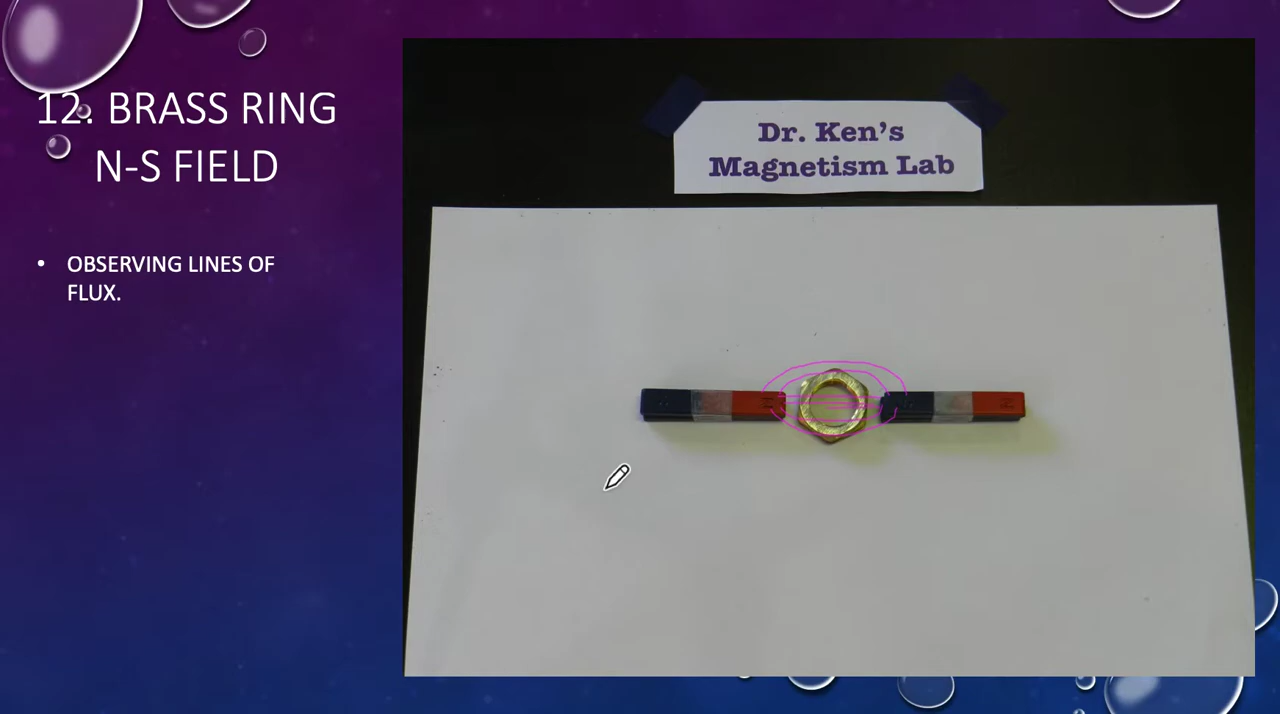 12. BRASS RING
N-S FIELD
• OBSERVING LINES OF
FLUX.
Dr. Ken's
Magnetism Lab